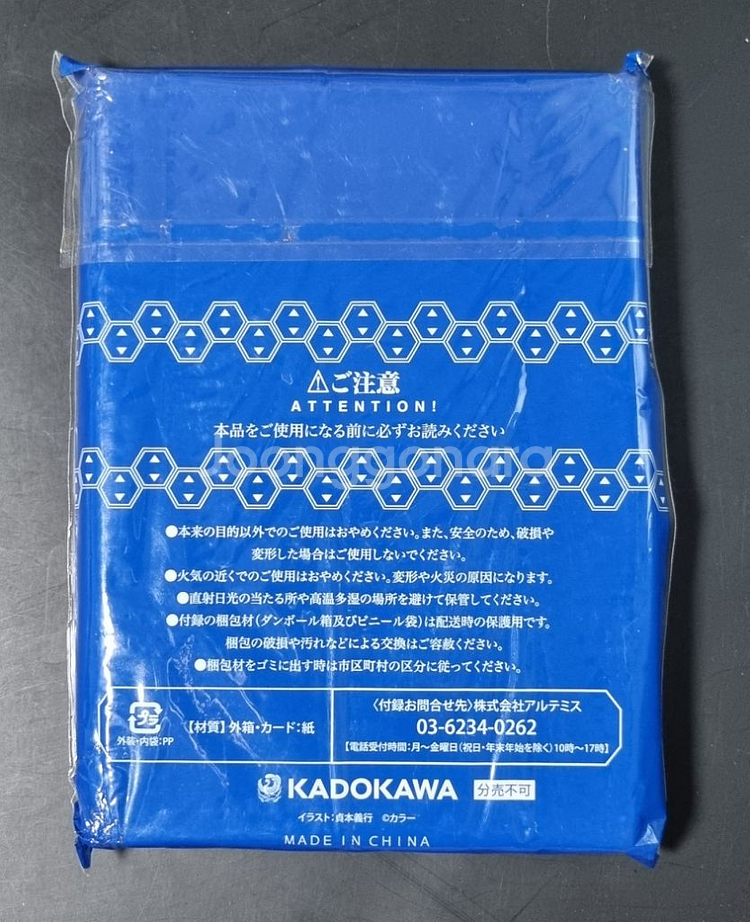 ⚠ご注意
ATTENTION!
本品をご使用になる前に必ずお読みください
Joonggonara
●本来の目的以外でのご使用はおやめください。また、安全のため、破損や
変形した場合はご使用しないでください。
●火気の近くでのご使用はおやめください。変形や火災の原因になります。
●直射日光の当たる所や高温多湿の場所を避けて保管してください。
●付録の梱包材(ダンボール箱及びビニール袋)は配送時の保護用です。
梱包の破損や汚れなどによる交換はご容赦ください。
●梱包材をゴミに出す時は市区町村の区分に従ってください。
プラ
外装・内袋:PP
【材質】外箱・カード:紙
〈付録お問合せ先〉株式会社アルテミス
03-6234-0262
【電話受付時間:月〜金曜日(祝日・年末年始を除く)10時〜17時】
KADOKAWA 分売不可
イラスト:貞本義行 ©カラー
MADE IN CHINA